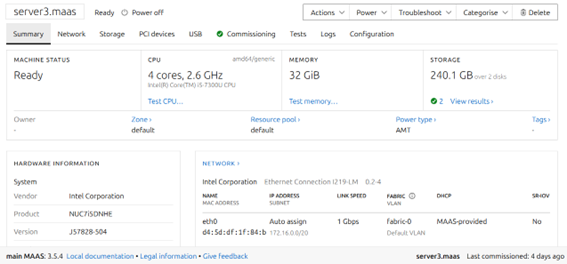 server3.maas Ready Power off Actions Power Troubleshoot Categorise Delete
Summary Network Storage PCI devices USB Commissioning Tests Logs Configuration
MACHINE STATUS
Ready
CPU amd64/generic
4 cores, 2.6 GHz
Intel(R) Core(TM) i5-7300U CPU
Test CPU...
MEMORY
32 GiB
Test memory...
STORAGE
240.1 GB over 2 disks
2 View results ›
Owner
-
Zone ›
default
Resource pool ›
default
Power type ›
AMT
Tags ›
-
HARDWARE INFORMATION
System
Vendor Intel Corporation
Product NUC7i5DNHE
Version J57828-504
NETWORK ›
Intel Corporation Ethernet Connection I219-LM 0.2-4
NAME IP ADDRESS LINK SPEED FABRIC DHCP SR-IOV
MAC ADDRESS SUBNET VLAN
eth0 Auto assign 1 Gbps fabric-0 MAAS-provided No
d4:5d:df:1f:84:b 172.16.0.0/20 Default VLAN
main MAAS: 3.5.4 Local documentation • Legal information • Give feedback server3.maas Last commissioned: 4 days ago